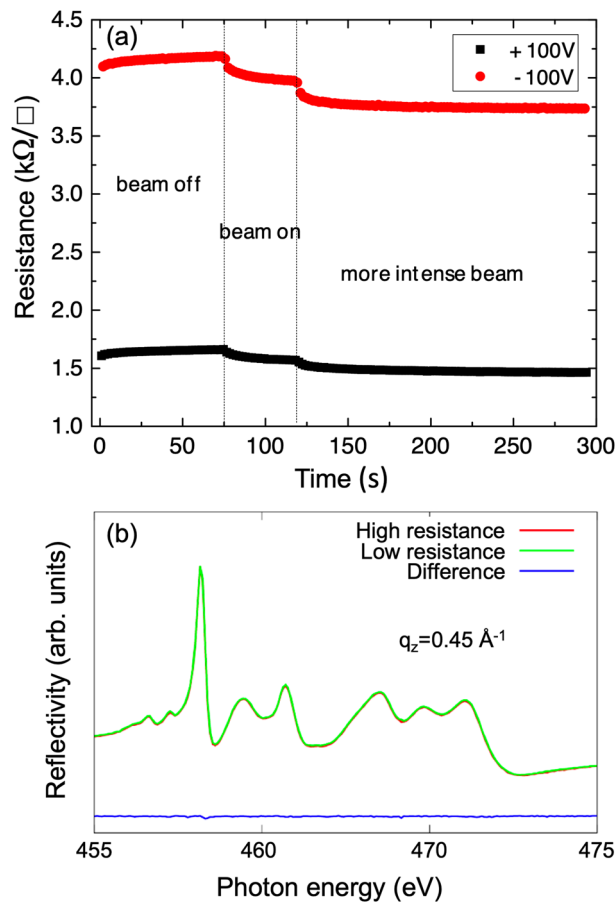 (a)
+100V
-100V
4.5
4.0
3.5
3.0
2.5
2.0
1.5
1.0
Resistance (kΩ/□)
beam off
beam on
more intense beam
0 50 100 150 200 250 300
Time (s)
(b)
High resistance
Low resistance
Difference
q_z=0.45 Å⁻¹
Reflectivity (arb. units)
455 460 470 475
Photon energy (eV)